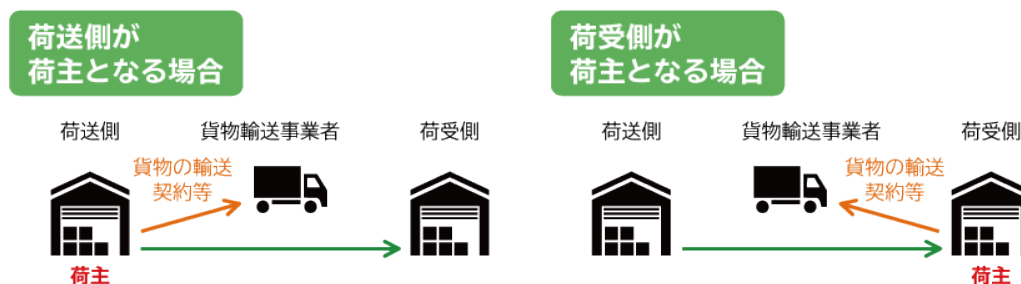 荷送側が
荷主となる場合
荷送側
貨物輸送事業者
荷受側
貨物の輸送
契約等
荷主
荷受側が
荷主となる場合
荷送側
貨物輸送事業者
荷受側
貨物の輸送
契約等
荷主